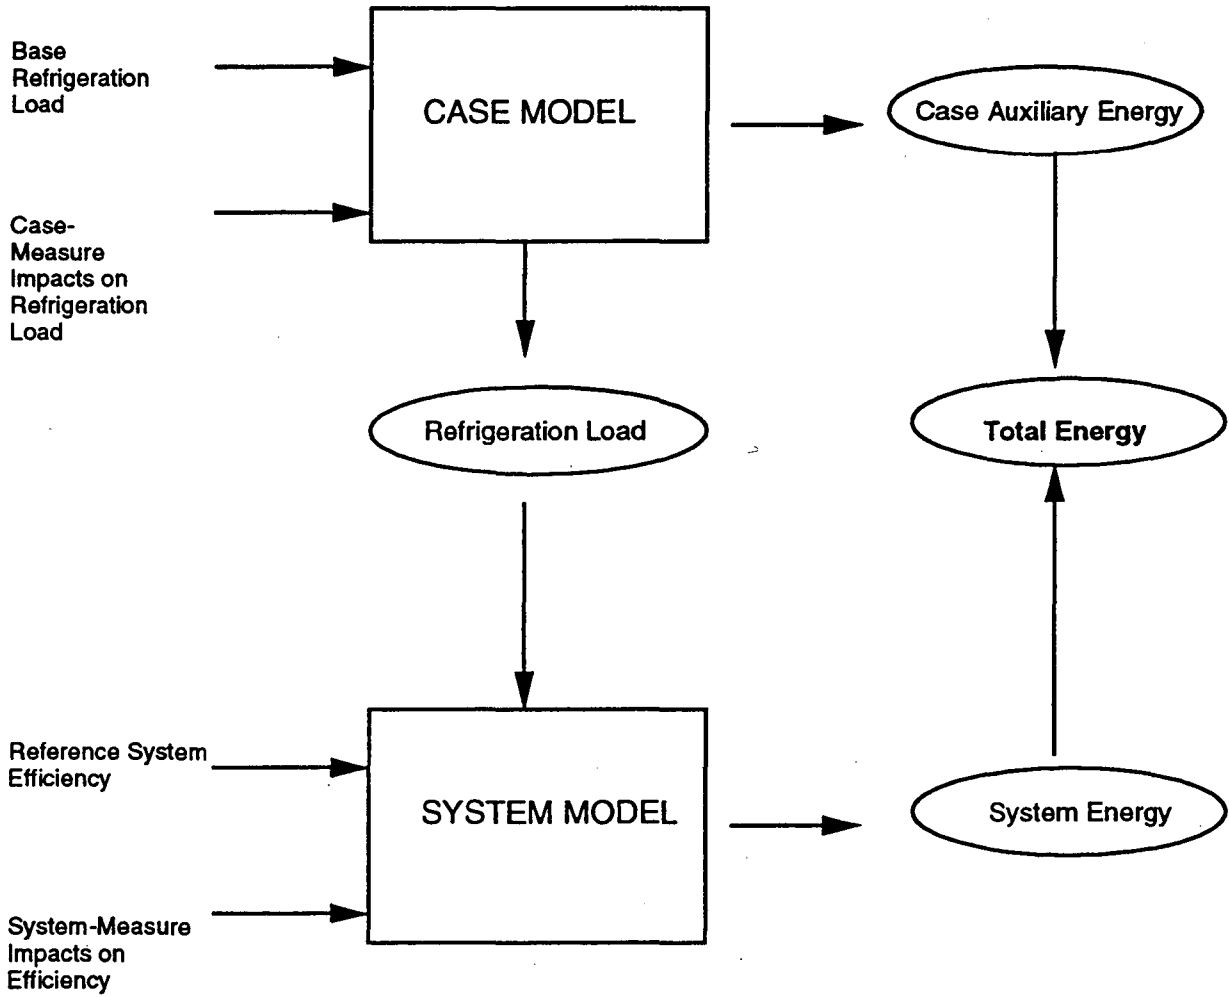 Base
Refrigeration
Load
CASE MODEL
Case Auxiliary Energy
Case-
Measure
Impacts on
Refrigeration
Load
Refrigeration Load
Total Energy
Reference System
Efficiency
SYSTEM MODEL
System Energy
System-Measure
Impacts on
Efficiency